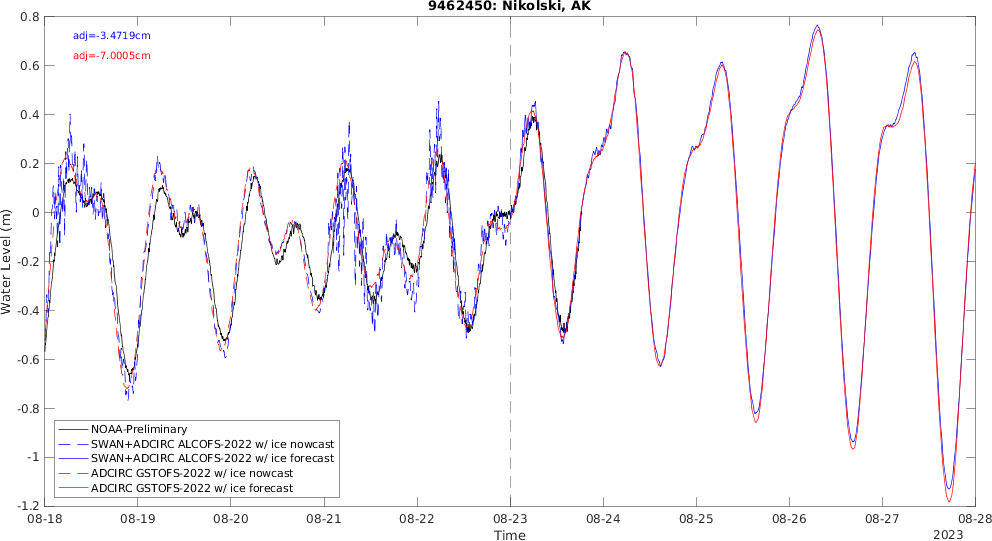 9462450: Nikolski, AK
adj=-3.4719cm
adj=-7.0005cm
Water Level (m)
0.8
0.6
0.4
0.2
0
-0.2
-0.4
-0.6
-0.8
-1
-1.2
NOAA-Preliminary
SWAN+ADCIRC ALCOFS-2022 w/ ice nowcast
SWAN+ADCIRC ALCOFS-2022 w/ ice forecast
ADCIRC GSTOFS-2022 w/ ice nowcast
ADCIRC GSTOFS-2022 w/ ice forecast
08-18 08-19 08-20 08-21 08-22 08-23 08-24 08-25 08-26 08-27 08-28
Time
2023